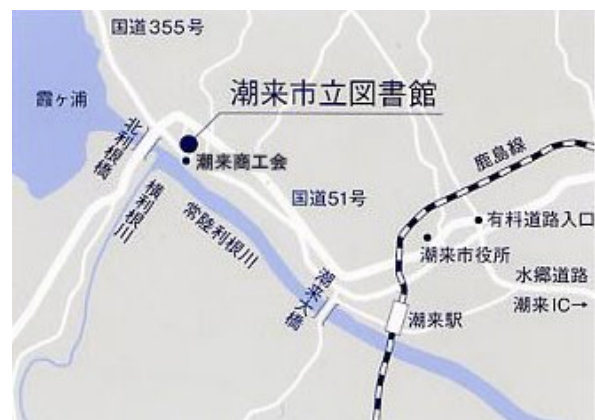 国道355号
霞ヶ浦
潮来市立図書館
北利根橋
潮来商工会
鹿島線
横利根川
常陸利根川
国道51号
有料道路入口
潮来市役所
水郷道路
潮来大橋
潮来IC→
潮来駅